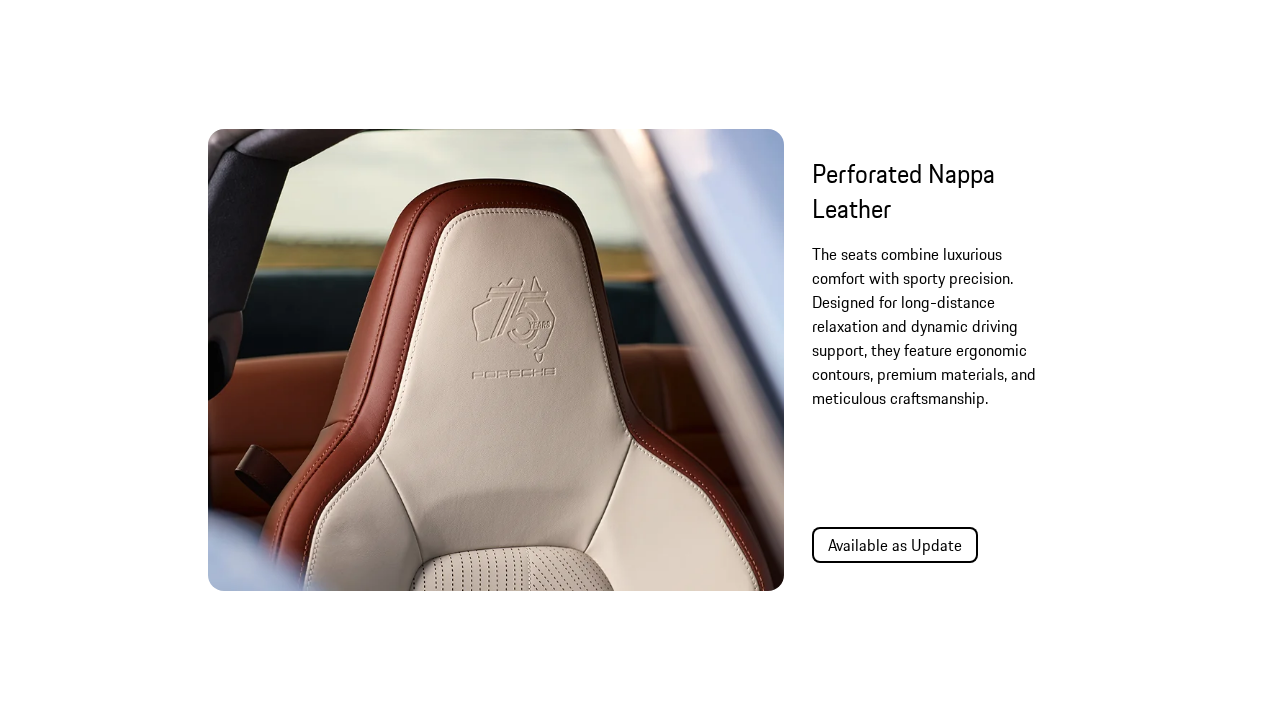 75
YEARS
PORSCHE
Perforated Nappa
Leather
The seats combine luxurious
comfort with sporty precision.
Designed for long-distance
relaxation and dynamic driving
support, they feature ergonomic
contours, premium materials, and
meticulous craftsmanship.
Available as Update